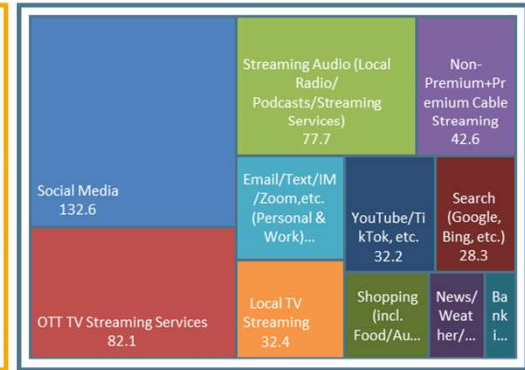 Social Media
132.6
OTT TV Streaming Services
82.1
Streaming Audio (Local
Radio/
Podcasts/Streaming
Services)
77.7
Non-
Premium+Pr
emium Cable
Streaming
42.6
Email/Text/IM
/Zoom,etc.
(Personal &
Work)...
YouTube/Ti
kTok, etc.
32.2
Search
(Google,
Bing, etc.)
28.3
Local TV
Streaming
32.4
Shopping
(incl.
Food/Au...
News/
Weat
her/...
Ba
nk
i...